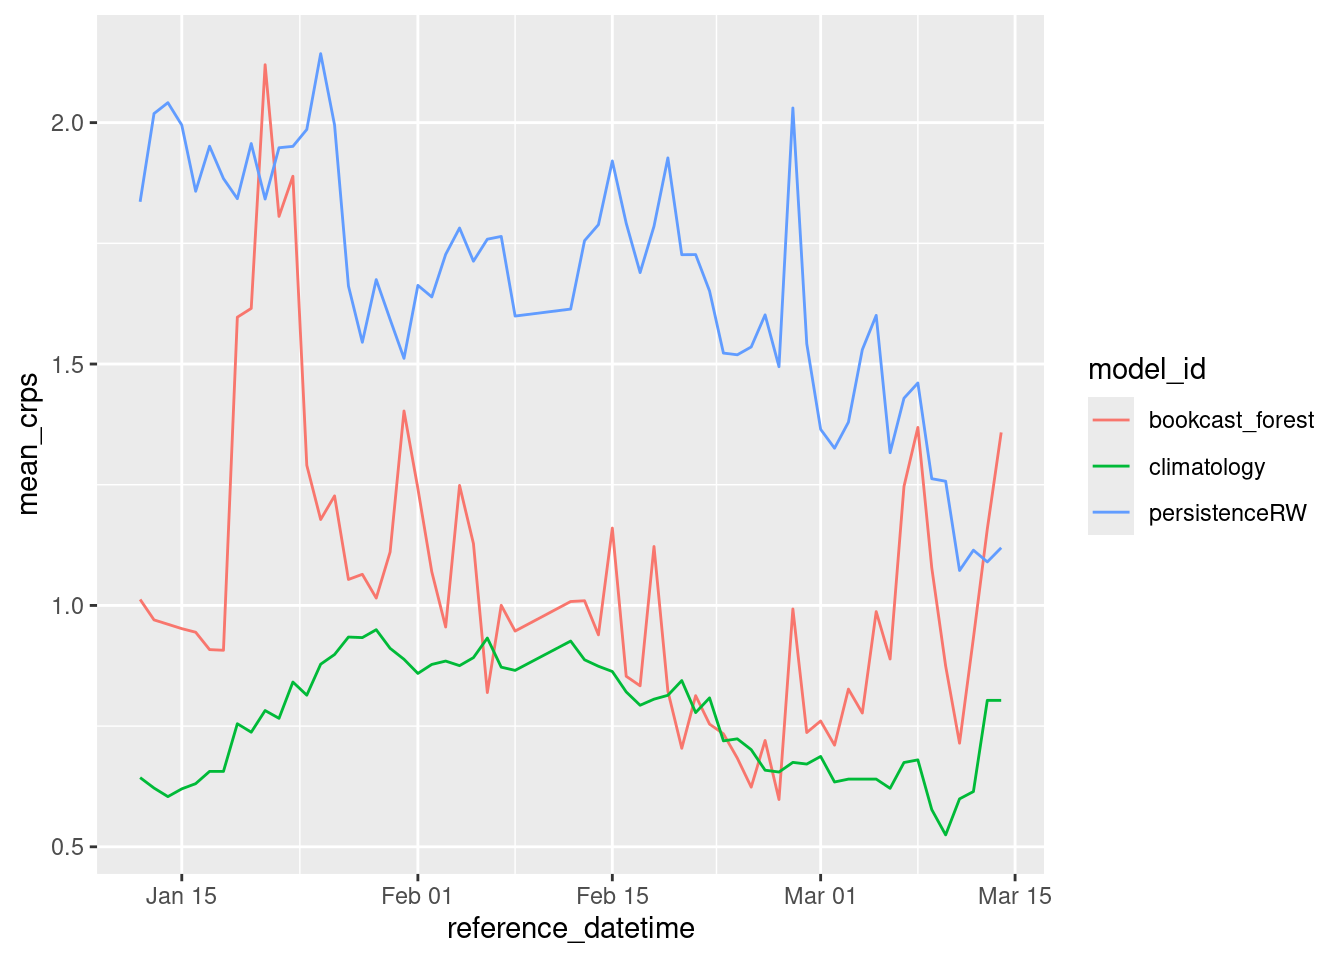 2.0
1.5
1.0
0.5
mean_crps
Jan 15
Feb 01
Feb 15
Mar 01
Mar 15
reference_datetime
model_id
bookcast_forest
climatology
persistenceRW